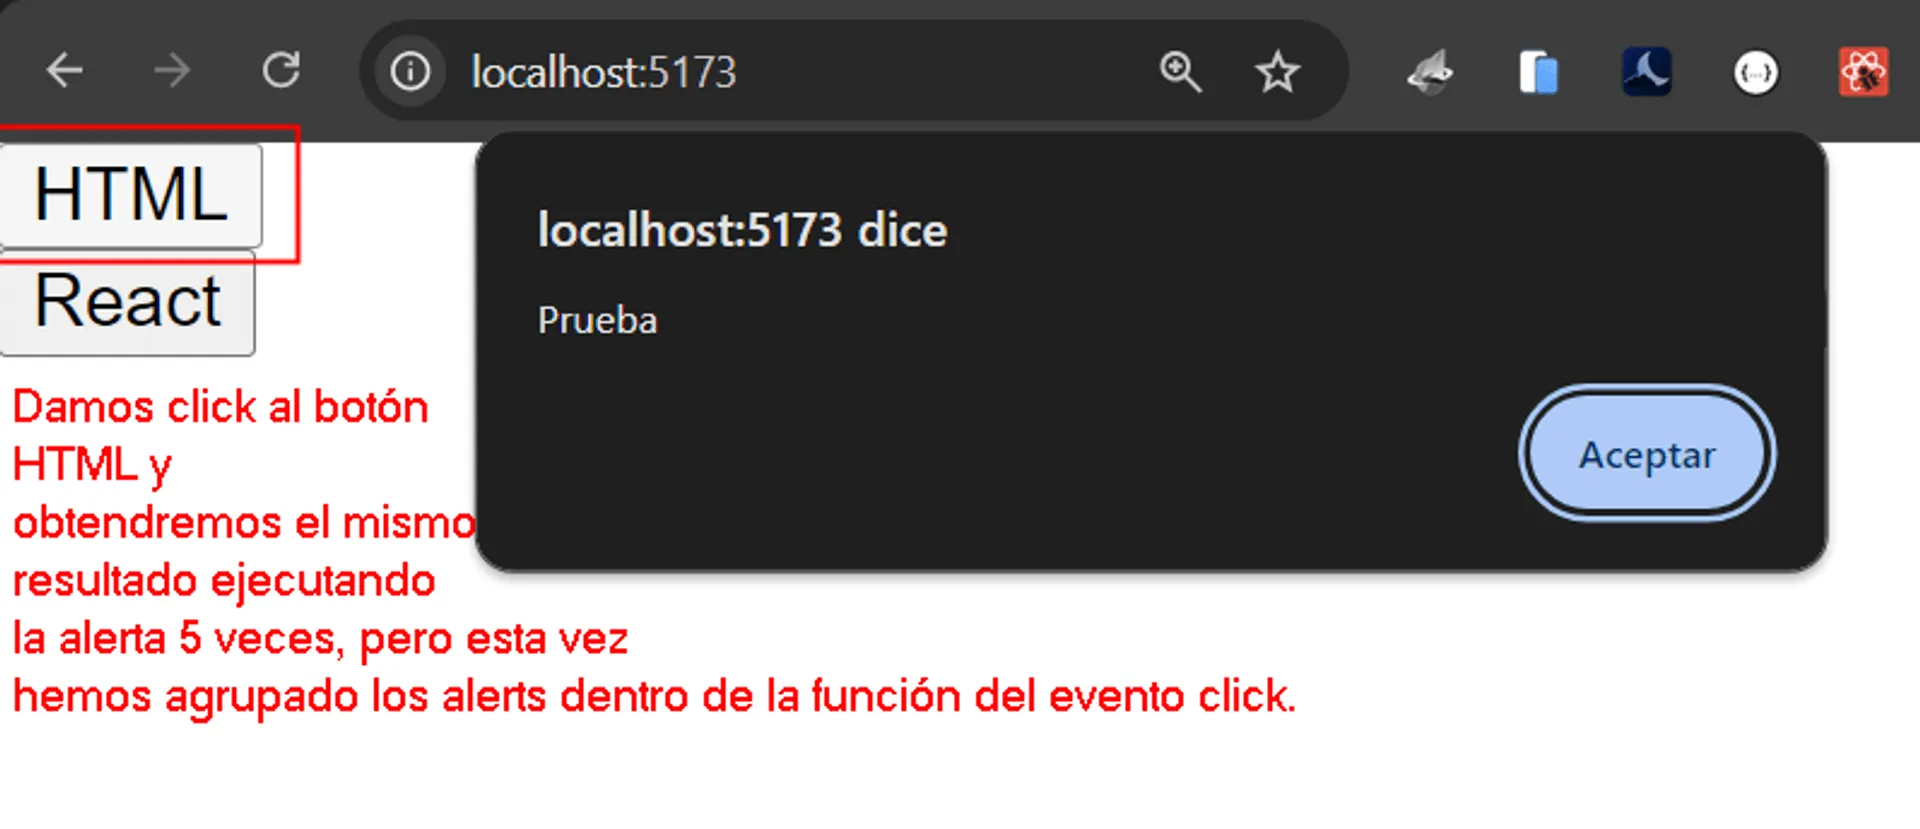 localhost:5173
HTML
React
localhost:5173 dice
Prueba
Aceptar
Damos click al botón
HTML y
obtendremos el mismo
resultado ejecutando
la alerta 5 veces, pero esta vez
hemos agrupado los alerts dentro de la función del evento click.